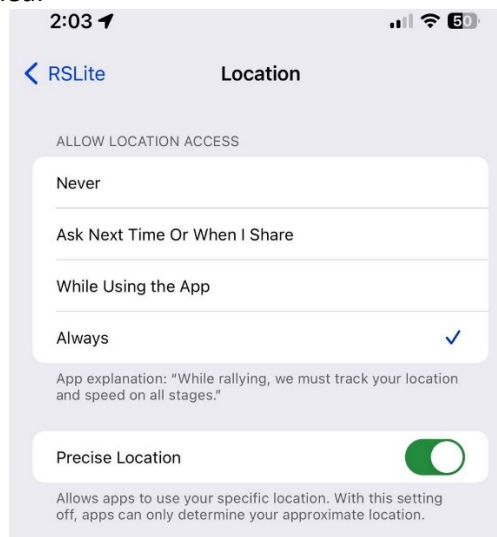 2:03
50
RSLite
Location
ALLOW LOCATION ACCESS
Never
Ask Next Time Or When I Share
While Using the App
Always
App explanation: “While rallying, we must track your location
and speed on all stages.”
Precise Location
Allows apps to use your specific location. With this setting
off, apps can only determine your approximate location.